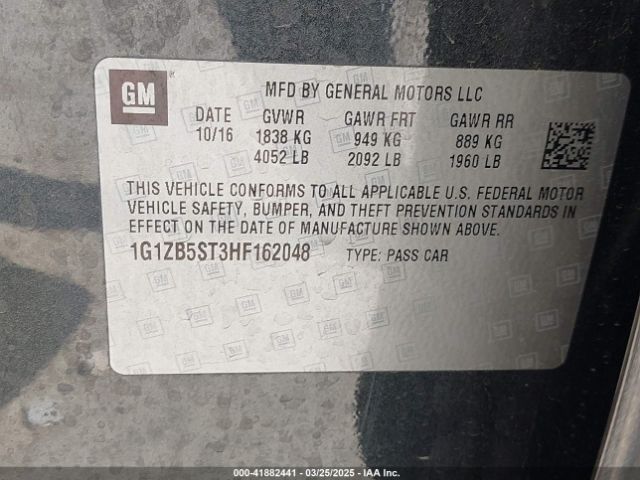 GM
MFD BY GENERAL MOTORS LLC
DATE GVWR GAWR FRT GAWR RR
10/16 1838 KG 949 KG 889 KG
4052 LB 2092 LB 1960 LB
THIS VEHICLE CONFORMS TO ALL APPLICABLE U.S. FEDERAL MOTOR
VEHICLE SAFETY, BUMPER, AND THEFT PREVENTION STANDARDS IN
EFFECT ON THE DATE OF MANUFACTURE SHOWN ABOVE.
1G1ZB5ST3HF162048 TYPE: PASS CAR
000-41882441 - 03/25/2025 - IAA Inc.